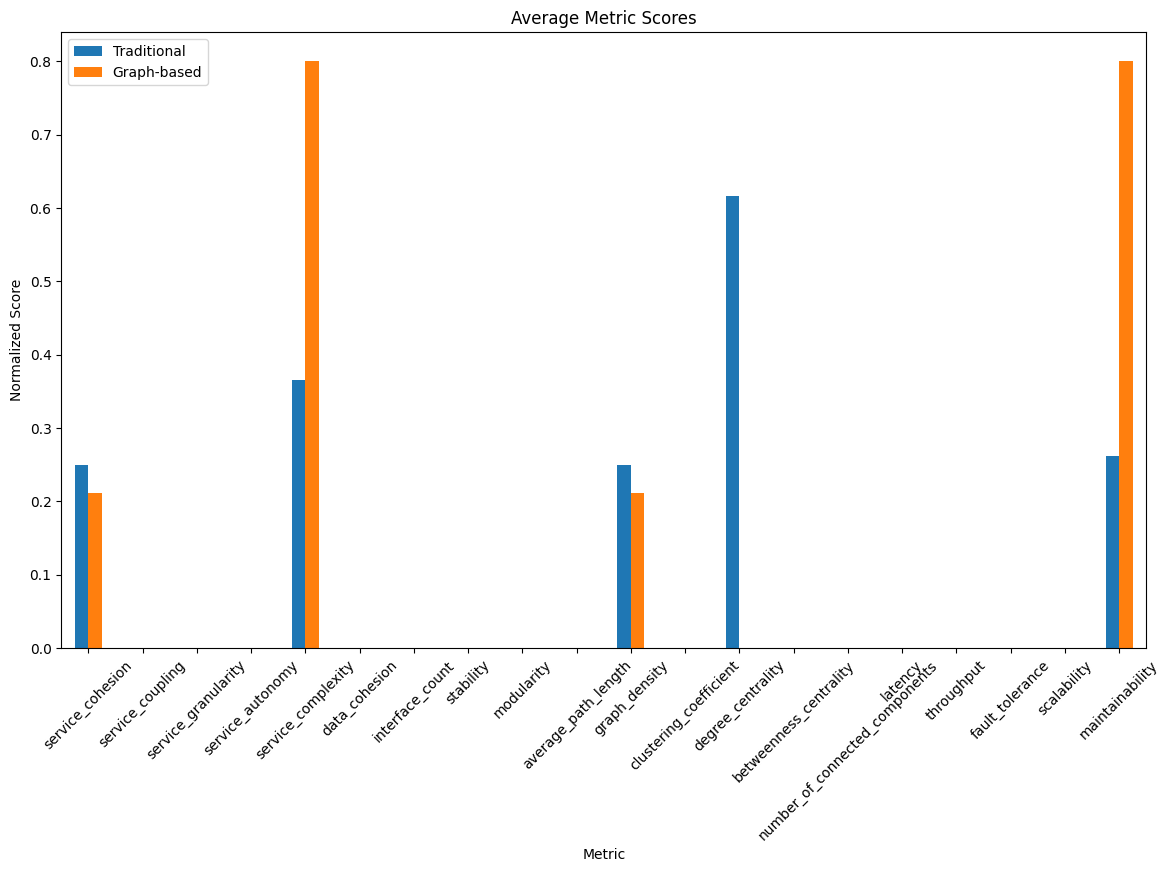 Average Metric Scores
Traditional
Graph-based
Normalized Score
0.8
0.7
0.6
0.5
0.4
0.3
0.2
0.1
0.0
service_cohesion
service_coupling
service_granularity
service_autonomy
service_complexity
data_cohesion
interface_count
stability
modularity
average_path_length
graph_density
clustering_coefficient
degree_centrality
betweenness_centrality
number_of_connected_components
latency
throughput
fault_tolerance
scalability
maintainability
Metric